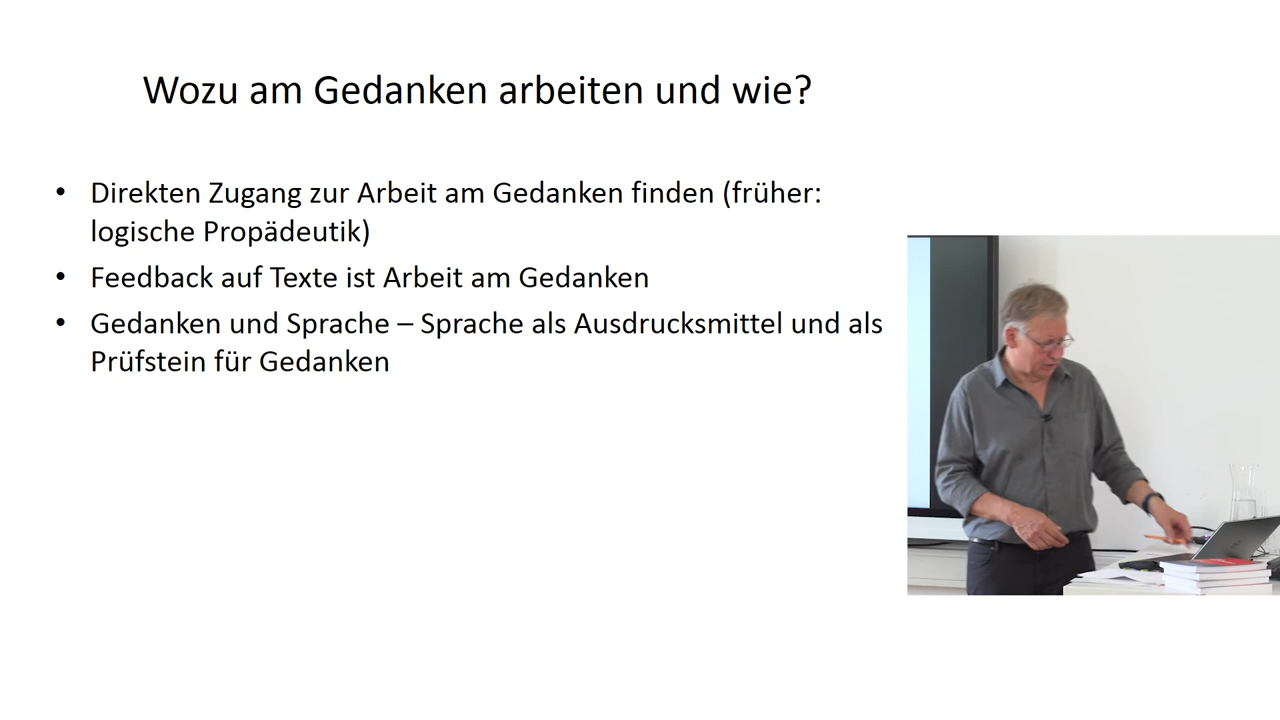 Wozu am Gedanken arbeiten und wie?
• Direkten Zugang zur Arbeit am Gedanken finden (früher:
logische Propädeutik)
• Feedback auf Texte ist Arbeit am Gedanken
• Gedanken und Sprache – Sprache als Ausdrucksmittel und als
Prüfstein für Gedanken